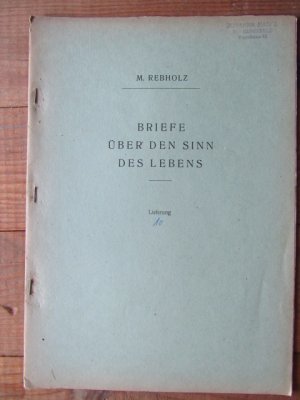 M. REBHOLZ
BRIEFE
ÜBER DEN SINN
DES LEBENS
Lieferung
10